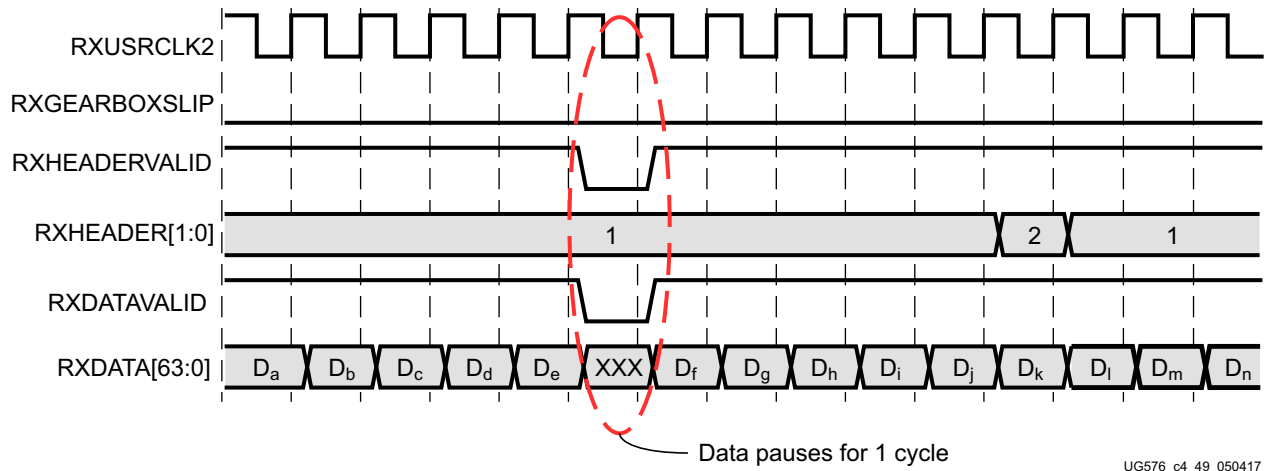 RXUSRCLK2
RXGEARBOXSLIP
RXHEADERVALID
RXHEADER[1:0] 1 2 1
RXDATAVALID
RXDATA[63:0] Da Db Dc Dd De XXX Df Dg Dh Di Dj Dk Dl Dm Dn
Data pauses for 1 cycle
UG576_c4_49_050417